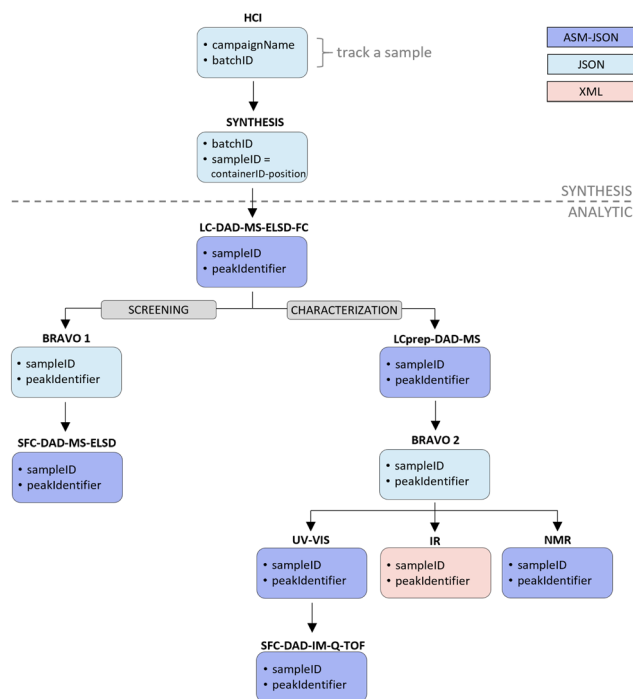 HCI
• campaignName
• batchID
track a sample
ASM-JSON
JSON
XML
SYNTHESIS
• batchID
• sampleID =
containerID-position
SYNTHESIS
ANALYTIC
LC-DAD-MS-ELSD-FC
• sampleID
• peakIdentifier
SCREENING
CHARACTERIZATION
BRAVO 1
• sampleID
• peakIdentifier
LCprep-DAD-MS
• sampleID
• peakIdentifier
SFC-DAD-MS-ELSD
• sampleID
• peakIdentifier
BRAVO 2
• sampleID
• peakIdentifier
UV-VIS
• sampleID
• peakIdentifier
IR
• sampleID
• peakIdentifier
NMR
• sampleID
• peakIdentifier
SFC-DAD-IM-Q-TOF
• sampleID
• peakIdentifier